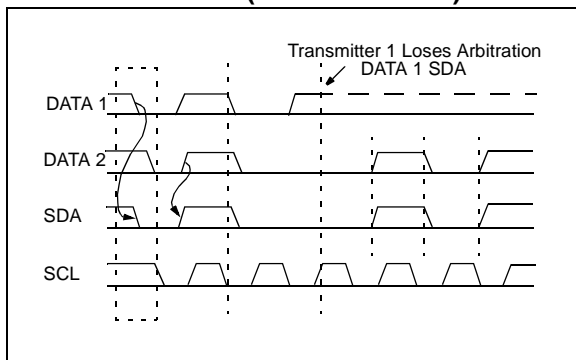 Transmitter 1 Loses Arbitration
DATA 1 SDA
DATA 1
DATA 2
SDA
SCL